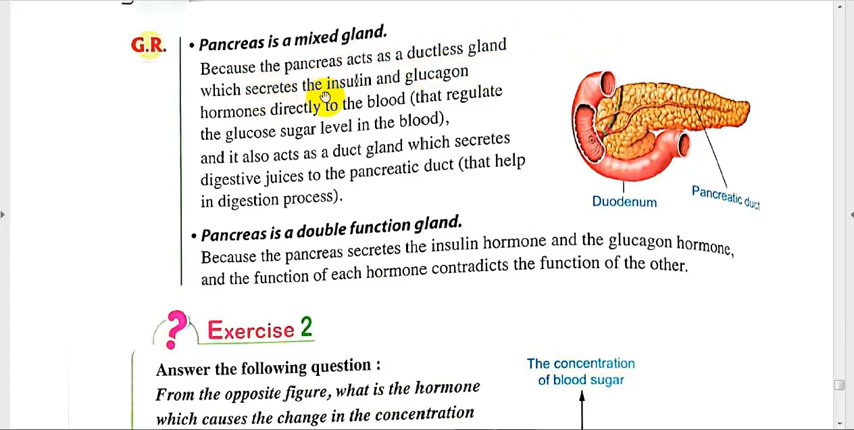 G.R.
• Pancreas is a mixed gland.
Because the pancreas acts as a ductless gland
which secretes the insulin and glucagon
hormones directly to the blood (that regulate
the glucose sugar level in the blood),
and it also acts as a duct gland which secretes
digestive juices to the pancreatic duct (that help
in digestion process).
Duodenum
Pancreatic duct
• Pancreas is a double function gland.
Because the pancreas secretes the insulin hormone and the glucagon hormone,
and the function of each hormone contradicts the function of the other.
? Exercise 2
Answer the following question :
From the opposite figure, what is the hormone
which causes the change in the concentration
The concentration
of blood sugar